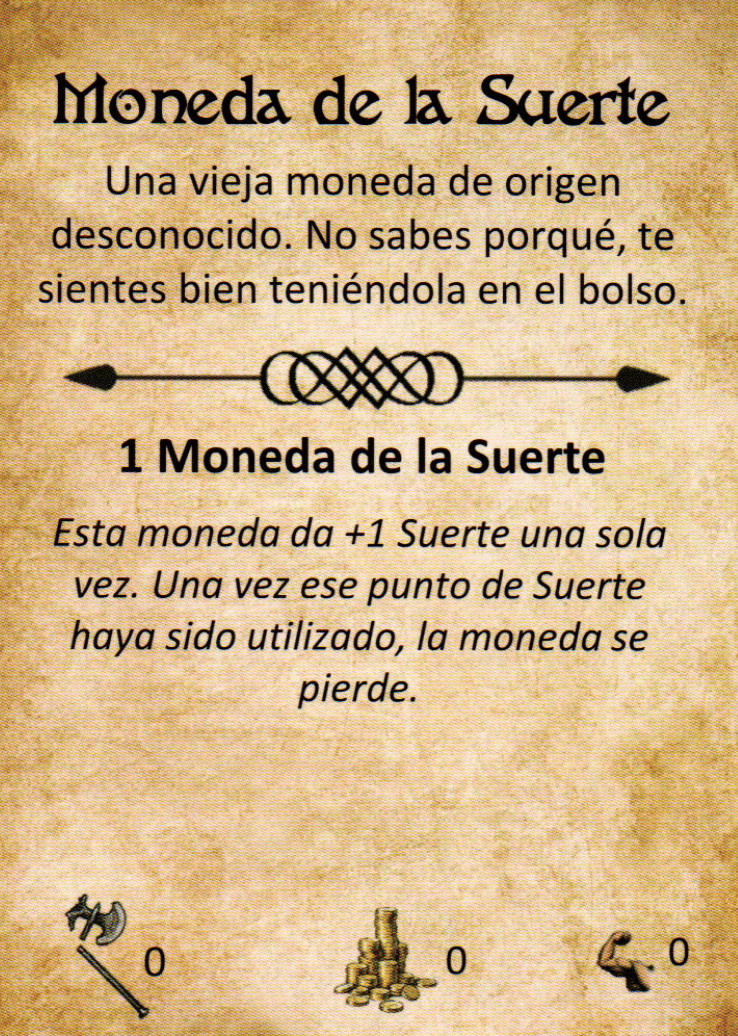 Moneda de la Suerte
Una vieja moneda de origen
desconocido. No sabes porqué, te
sientes bien teniéndola en el bolso.
1 Moneda de la Suerte
Esta moneda da +1 Suerte una sola
vez. Una vez ese punto de Suerte
haya sido utilizado, la moneda se
pierde.
0 0 0